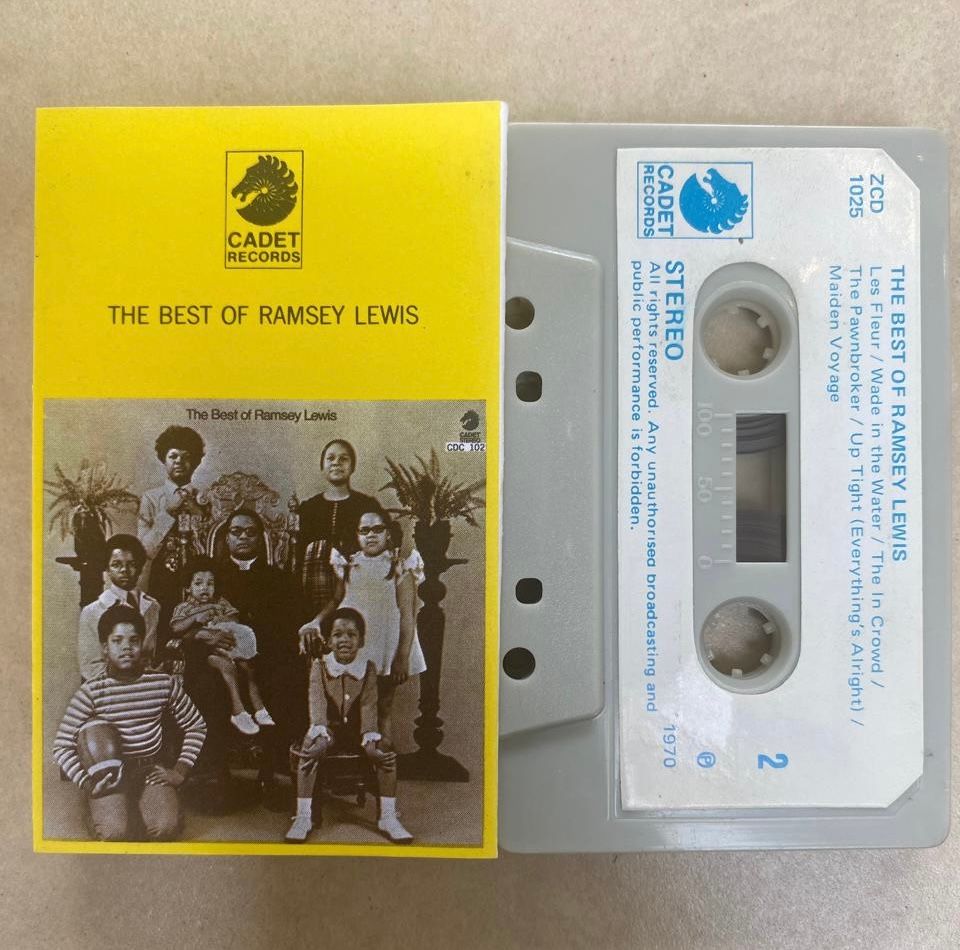 CADET
RECORDS
THE BEST OF RAMSEY LEWIS
The Best of Ramsey Lewis
CADET
STEREO
CDC 102
CADET
RECORDS
ZCD
1025
THE BEST OF RAMSEY LEWIS
Les Fleur / Wade in the Water / The In Crowd /
The Pawnbroker / Up Tight (Everything's Alright) /
Maiden Voyage
100 50 0
2
℗
1970
STEREO
All rights reserved. Any unauthorised broadcasting and
public performance is forbidden.